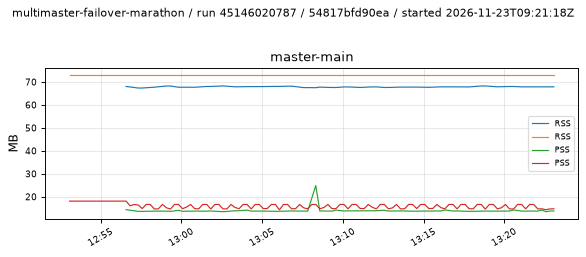 multimaster-failover-marathon / run 45146020787 / 54817bfd90ea / started 2026-11-23T09:21:18Z
master-main
MB
70
60
50
40
30
20
RSS
RSS
PSS
PSS
12:55
13:00
13:05
13:10
13:15
13:20